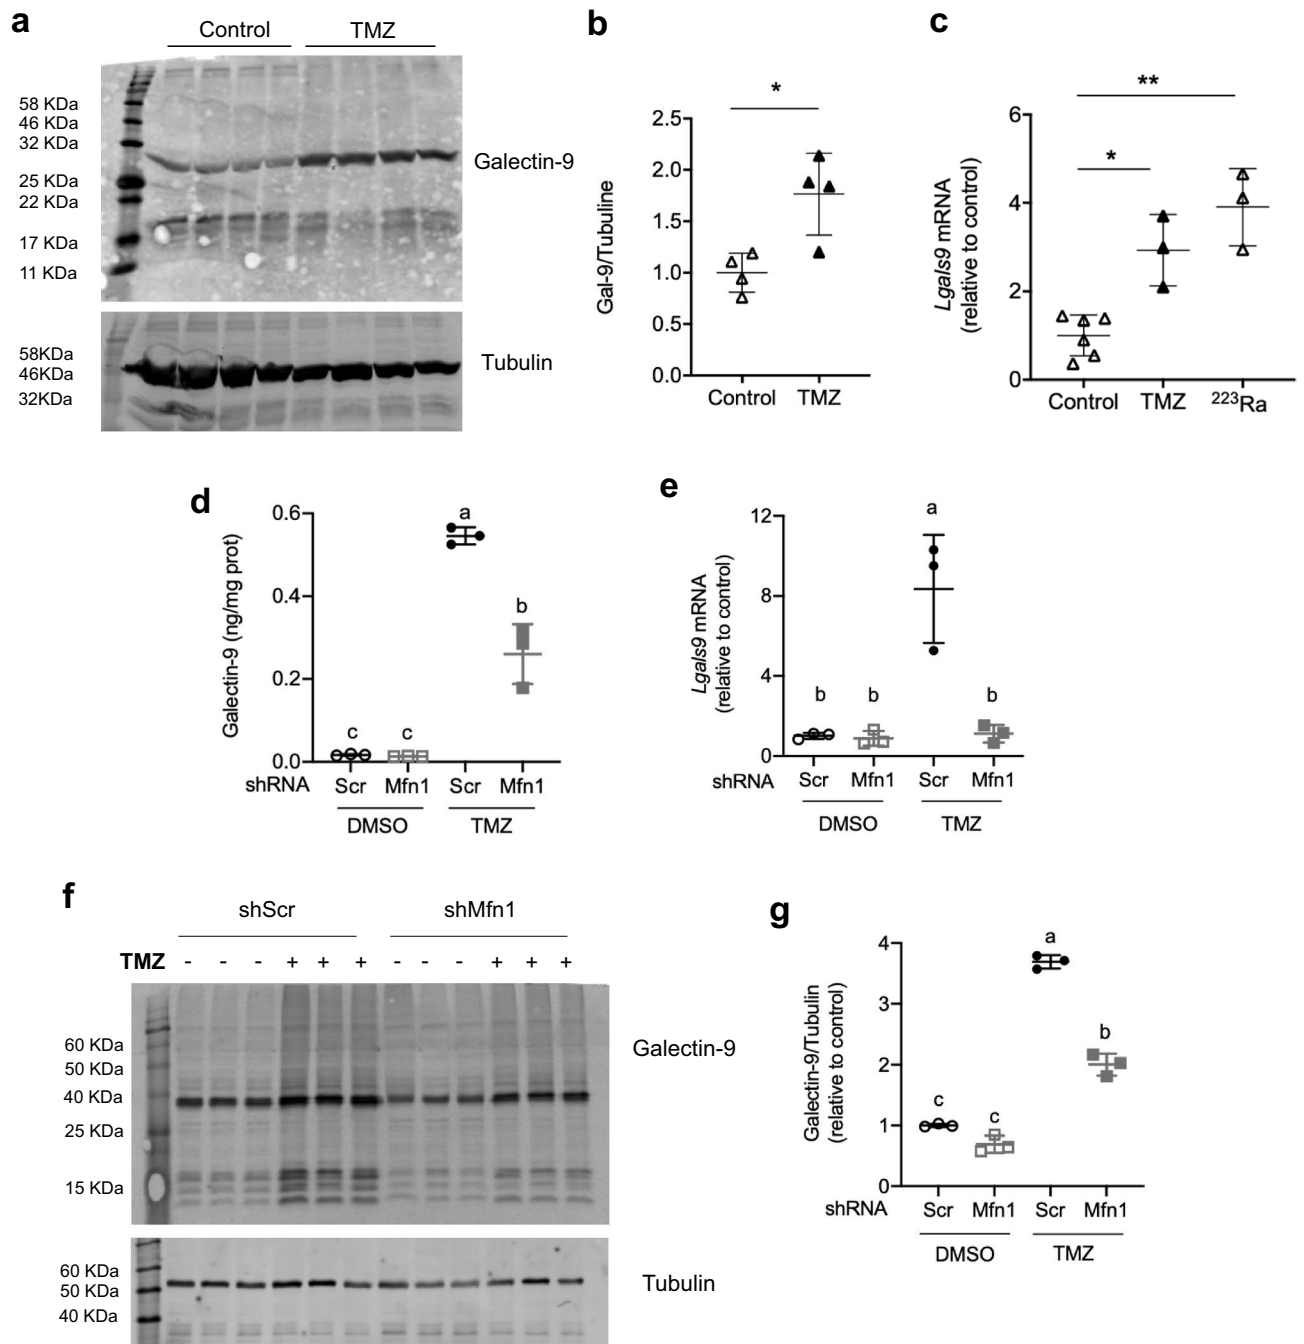 a
Control TMZ
58 KDa
46 KDa
32 KDa
25 KDa
22 KDa
17 KDa
11 KDa
Galectin-9
58KDa
46KDa
32KDa
Tubulin
b
*
Gal-9/Tubuline
2.5
2.0
1.5
1.0
0.5
0.0
Control TMZ
c
**
*
Lgals9 mRNA
(relative to control)
6
4
2
0
Control TMZ ²²³Ra
d
Galectin-9 (ng/mg prot)
0.6
0.4
0.2
0.0
c c a b
shRNA Scr Mfn1 Scr Mfn1
DMSO TMZ
e
Lgals9 mRNA
(relative to control)
12
8
4
0
b b a b
shRNA Scr Mfn1 Scr Mfn1
DMSO TMZ
f
shScr shMfn1
TMZ - - - + + + - - - + + +
60 KDa
50 KDa
40 KDa
25 KDa
15 KDa
Galectin-9
60 KDa
50 KDa
40 KDa
Tubulin
g
Galectin-9/Tubulin
(relative to control)
4
3
2
1
0
c c a b
shRNA Scr Mfn1 Scr Mfn1
DMSO TMZ